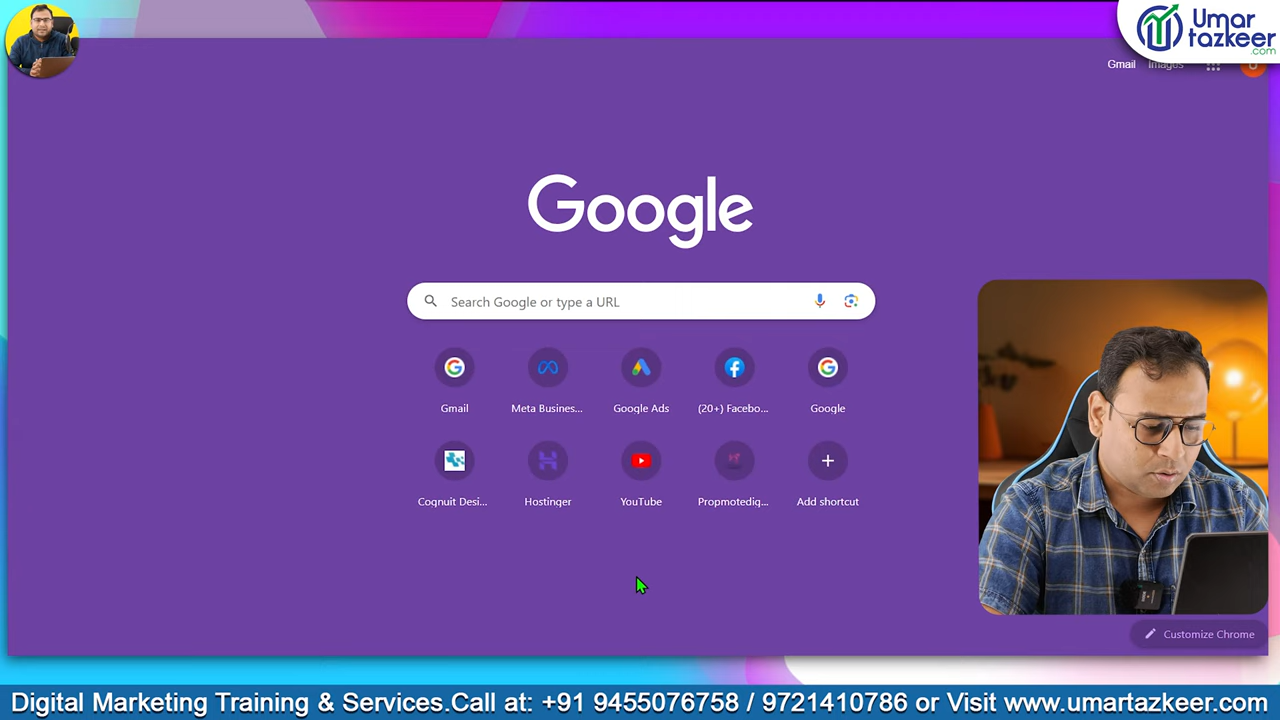 Umar
tazkeer
.com
Gmail Images
Google
Search Google or type a URL
Gmail Meta Busines... Google Ads (20+) Facebo... Google
Cognuit Desi... Hostinger YouTube Propmotedig... Add shortcut
Customize Chrome
Digital Marketing Training & Services.Call at: +91 9455076758 / 9721410786 or Visit www.umartazkeer.com